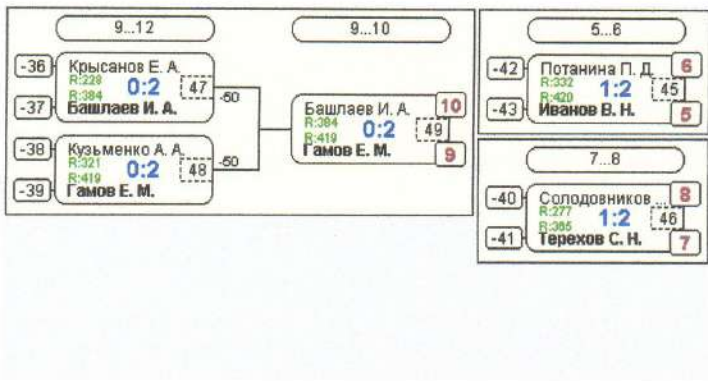 9...12
9...10
-36
Крысанов Е. А.
R:228
0:2
47
R:384
-37
Башлаев И. А.
-50
-38
Кузьменко А. А.
R:321
0:2
48
R:419
-39
Гамов Е. М.
-50
Башлаев И. А.
10
R:384
0:2
49
R:419
Гамов Е. М.
9
5...6
-42
Потанина П. Д.
6
R:332
1:2
45
R:420
-43
Иванов В. Н.
5
7...8
-40
Солодовников ...
8
R:277
1:2
46
R:365
-41
Терехов С. Н.
7